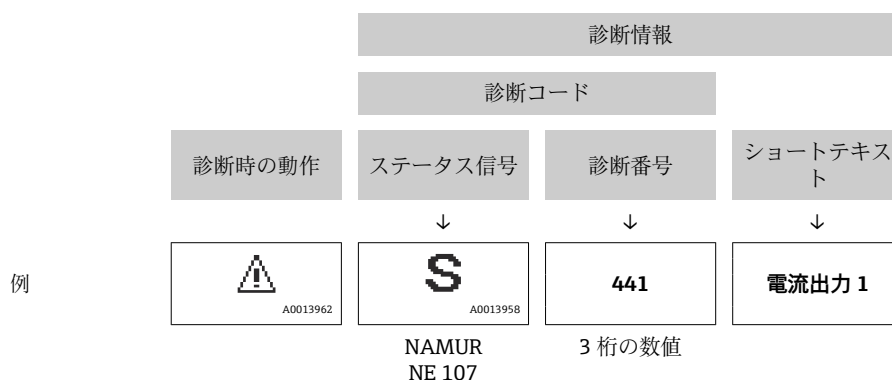 診断情報
診断コード
診断時の動作 ステータス信号 診断番号 ショートテキス
ト
↓ ↓ ↓
例 S 441 電流出力 1
A0013962 A0013958
NAMUR 3 桁の数値
NE 107